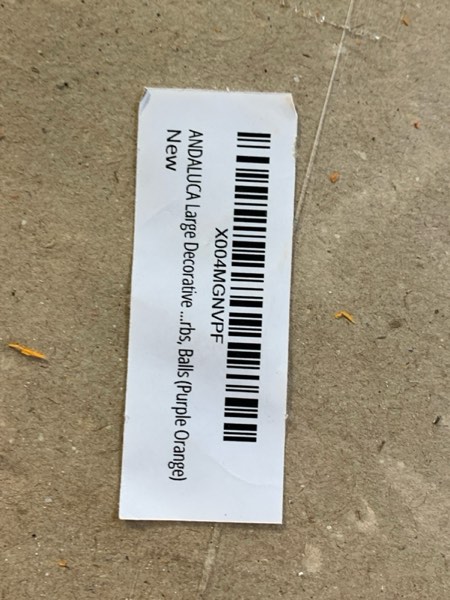 X004MGNVPF
ANDALUCA Large Decorative ...rbs, Balls (Purple Orange)
New